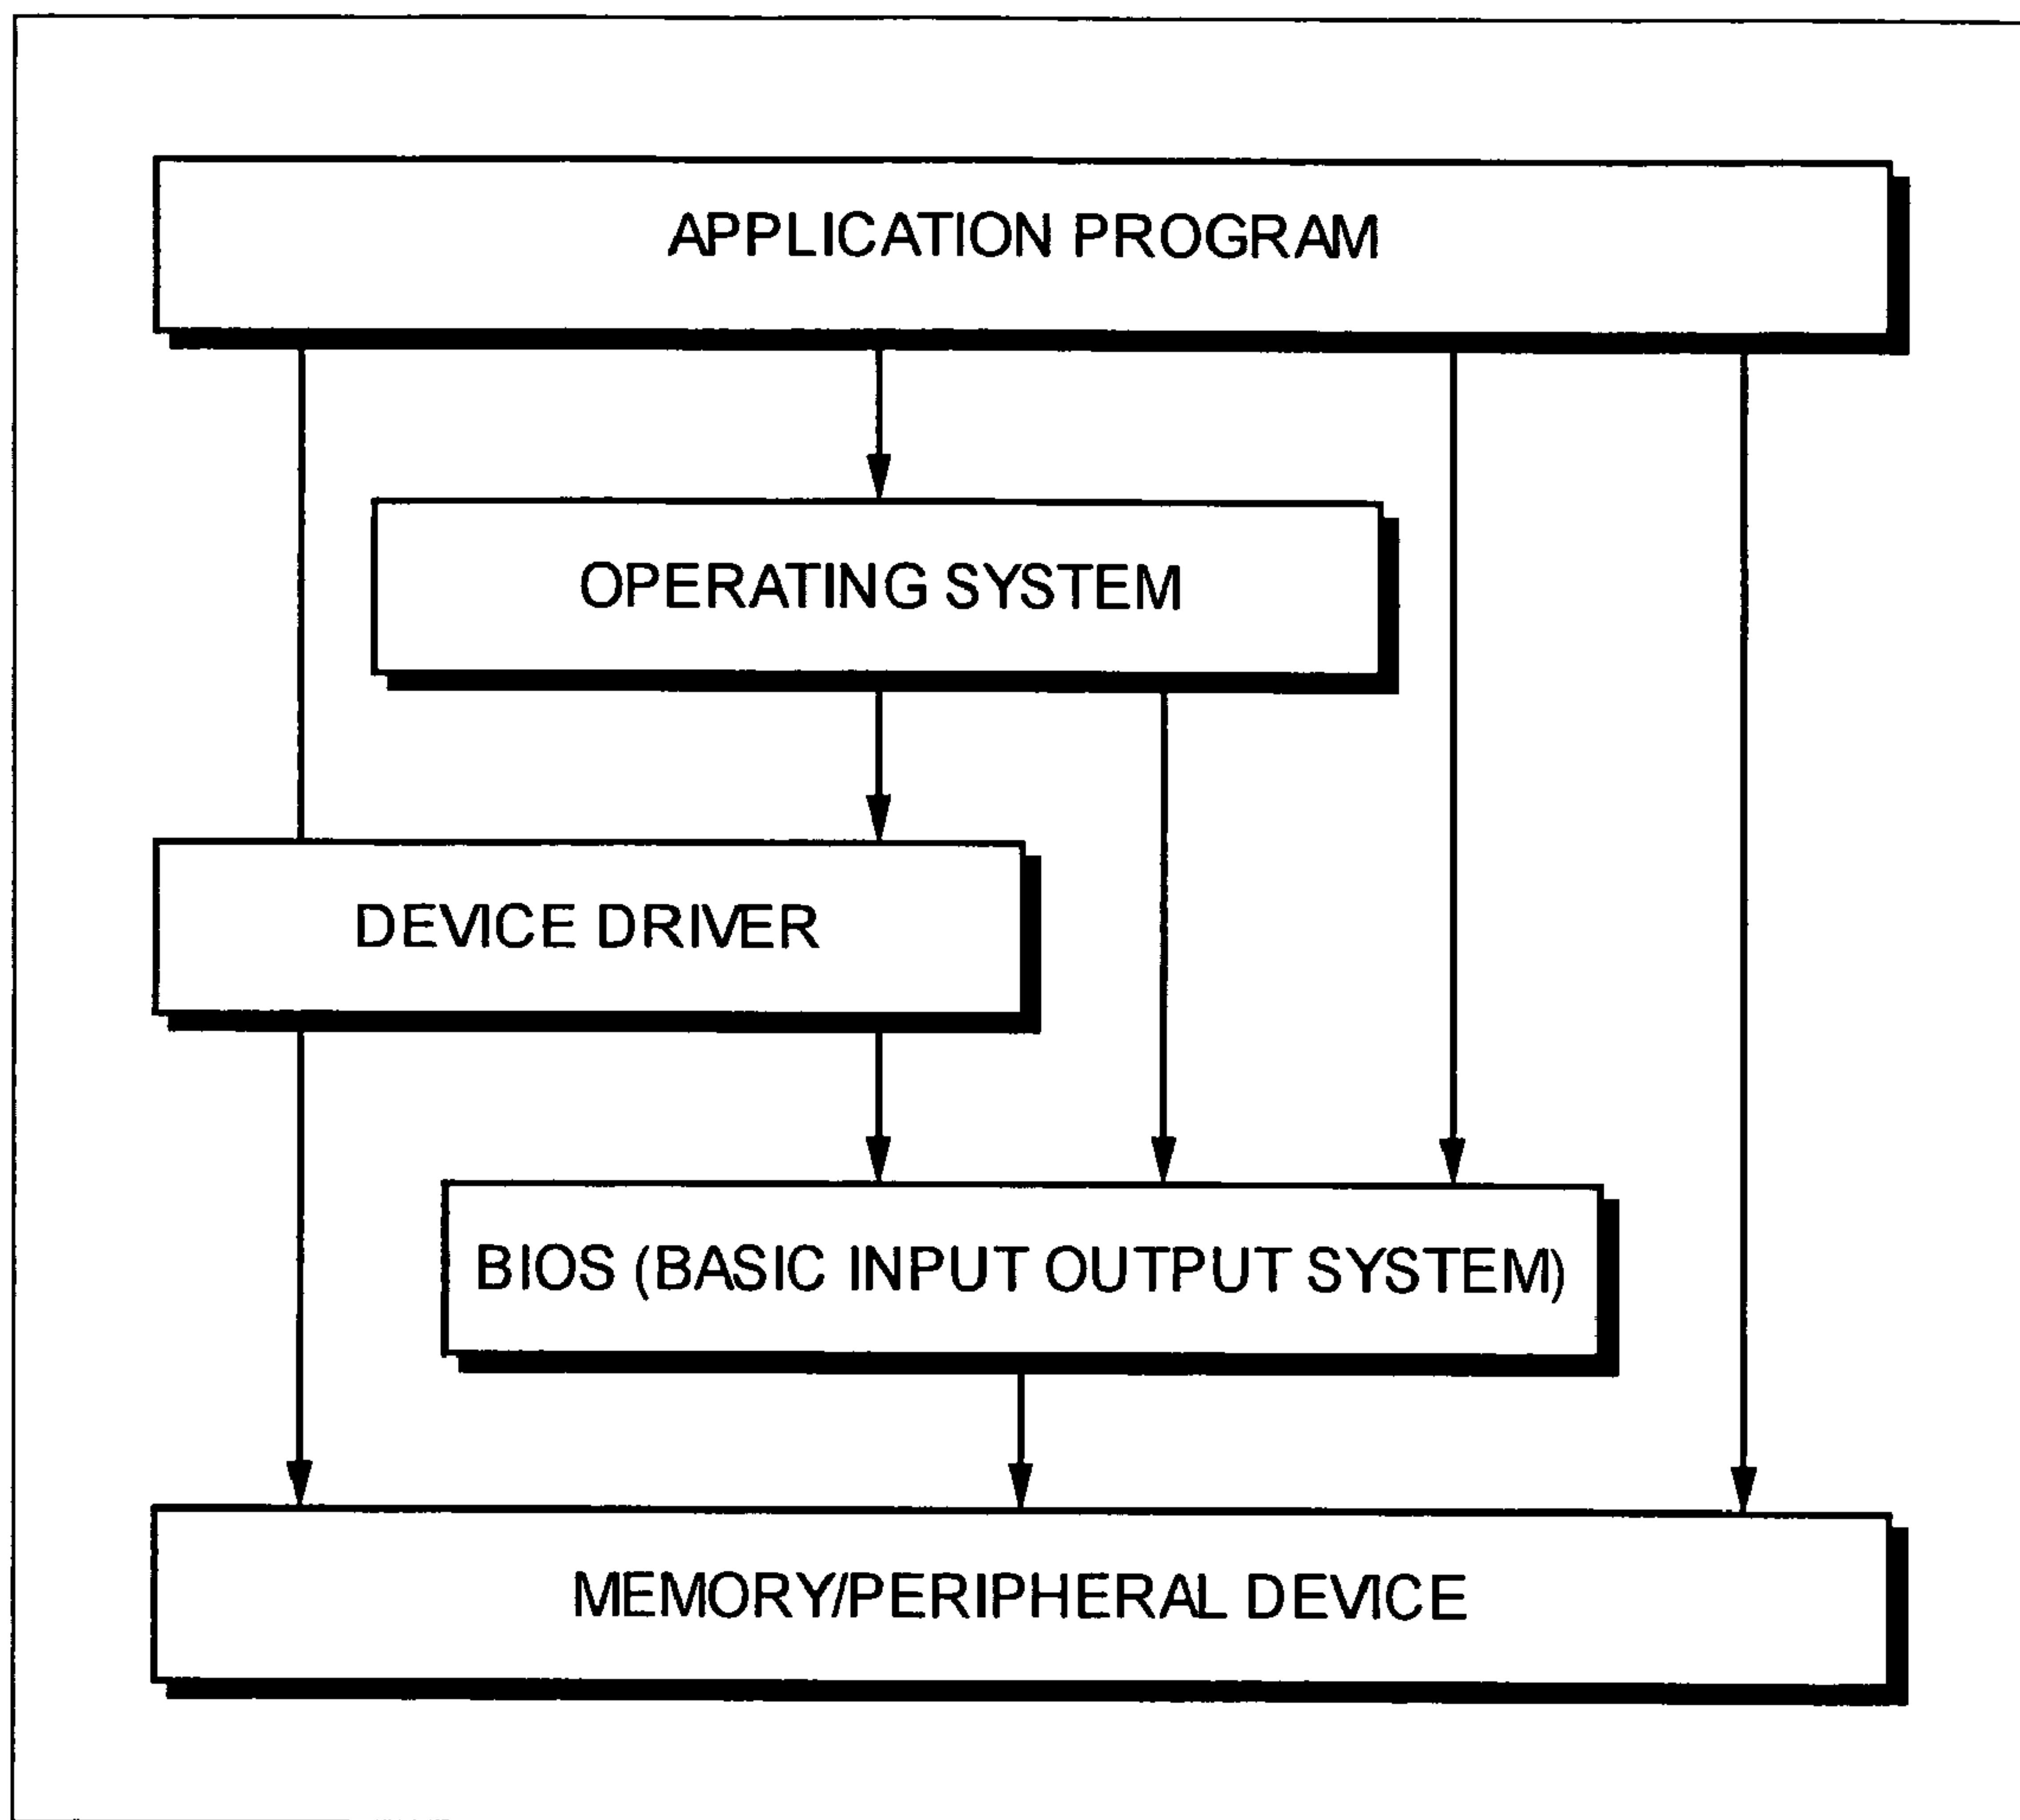 APPLICATION PROGRAM
OPERATING SYSTEM
DEVICE DRIVER
BIOS (BASIC INPUT OUTPUT SYSTEM)
MEMORY/PERIPHERAL DEVICE